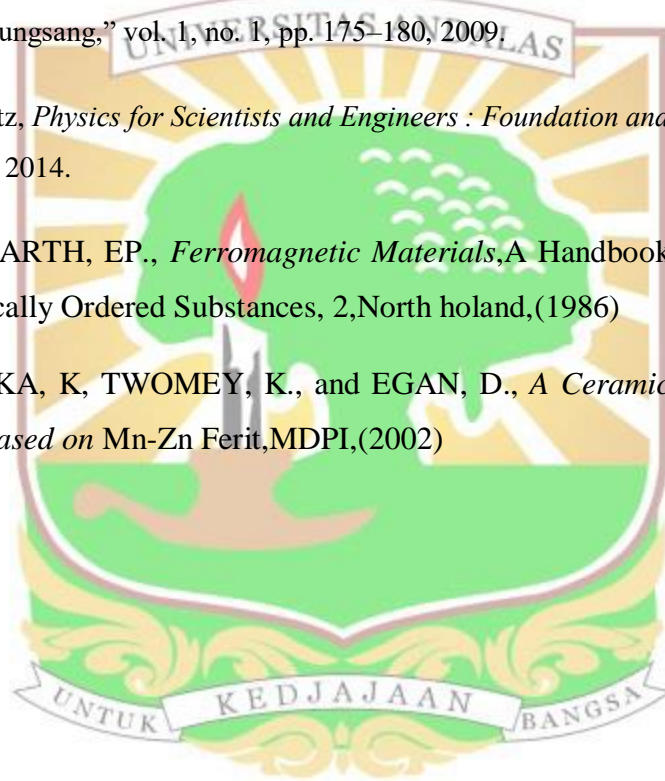 ungsang,” vol. 1, no. 1, pp. 175–180, 2009.
UNIVERSITAS ANDALAS
tz, Physics for Scientists and Engineers : Foundation and
2014.
ARTH, EP., Ferromagnetic Materials,A Handbook
cally Ordered Substances, 2,North holand,(1986)
KA, K, TWOMEY, K., and EGAN, D., A Ceramic
ased on Mn-Zn Ferit,MDPI,(2002)
UNTUK KEDJAJAAN BANGSA